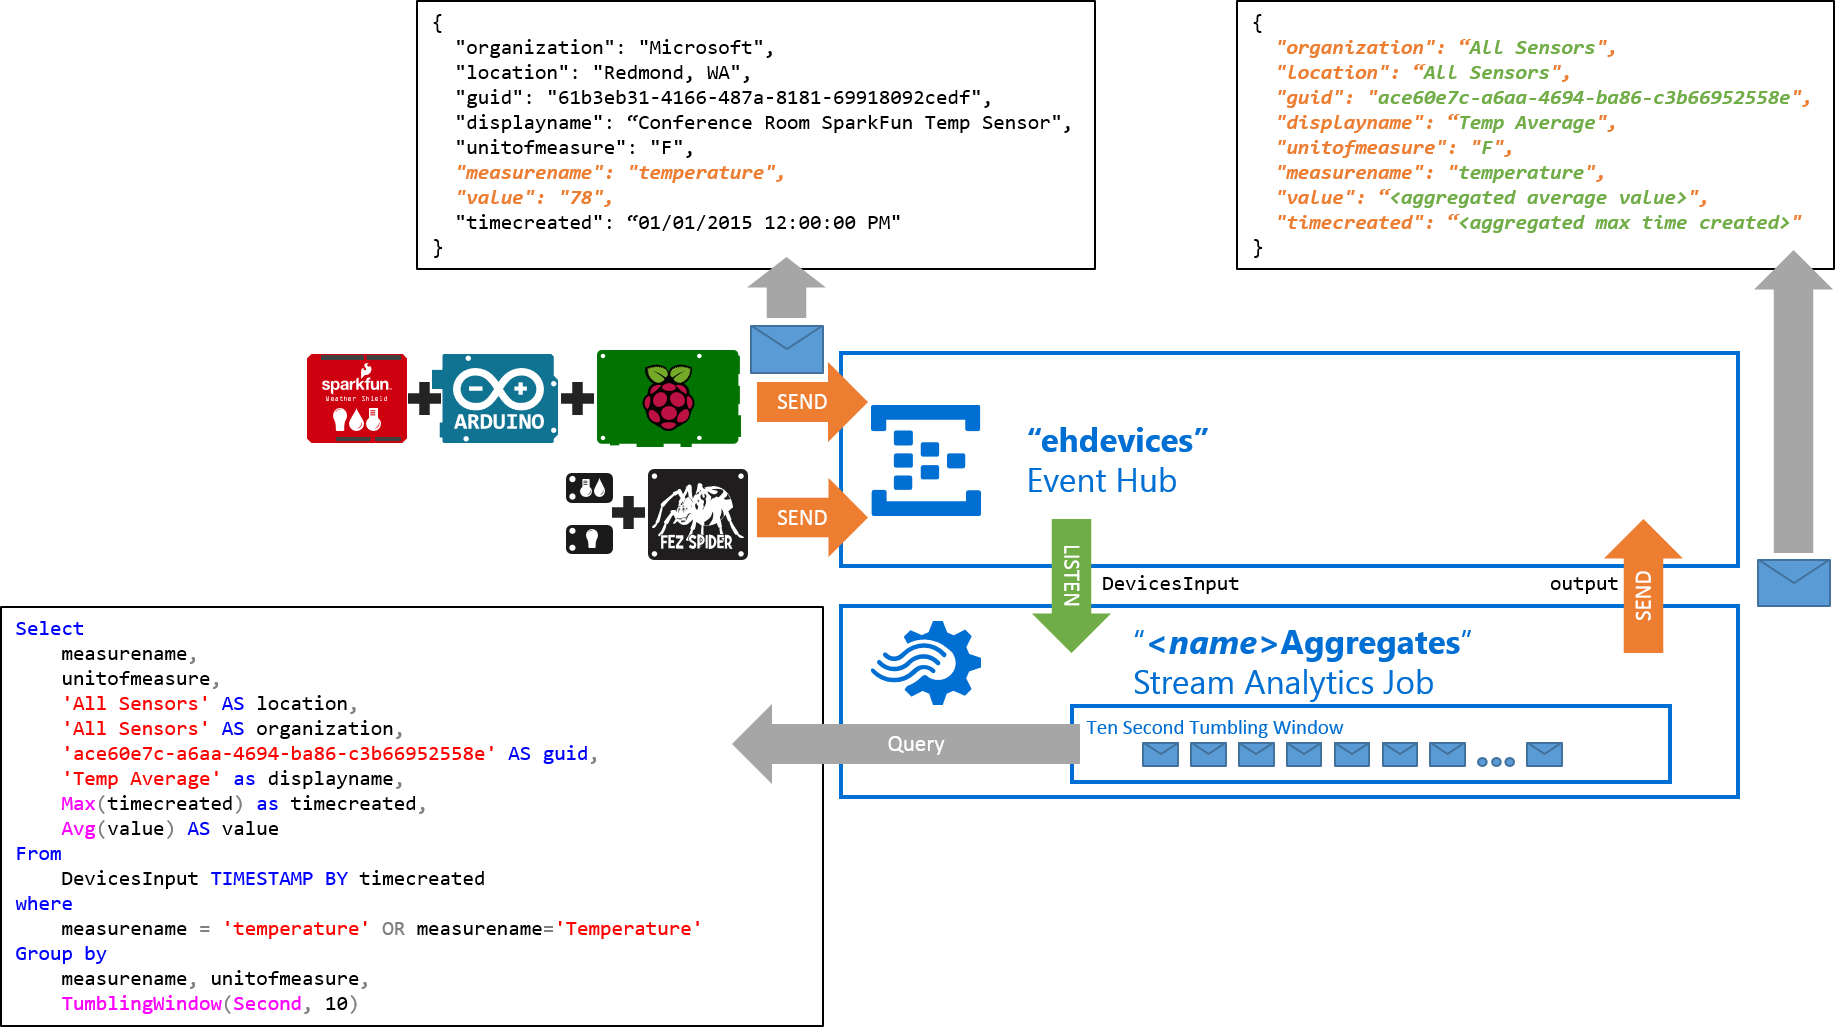 {
"organization": "Microsoft",
"location": "Redmond, WA",
"guid": "61b3eb31-4166-487a-8181-69918092cedf",
"displayname": “Conference Room SparkFun Temp Sensor",
"unitofmeasure": "F",
"measurename": "temperature",
"value": "78",
"timecreated": “01/01/2015 12:00:00 PM"
}
{
"organization": “All Sensors",
"location": “All Sensors",
"guid": "ace60e7c-a6aa-4694-ba86-c3b66952558e",
"displayname": “Temp Average",
"unitofmeasure": "F",
"measurename": "temperature",
"value": “<aggregated average value>",
"timecreated": “<aggregated max time created>"
}
sparkfun
Weather Shield
ARDUINO
SEND
FEZ SPIDER
SEND
“ehdevices”
Event Hub
LISTEN
DevicesInput
output
SEND
“<name>Aggregates”
Stream Analytics Job
Ten Second Tumbling Window
Query
Select
measurename,
unitofmeasure,
'All Sensors' AS location,
'All Sensors' AS organization,
'ace60e7c-a6aa-4694-ba86-c3b66952558e' AS guid,
'Temp Average' as displayname,
Max(timecreated) as timecreated,
Avg(value) AS value
From
DevicesInput TIMESTAMP BY timecreated
where
measurename = 'temperature' OR measurename='Temperature'
Group by
measurename, unitofmeasure,
TumblingWindow(Second, 10)